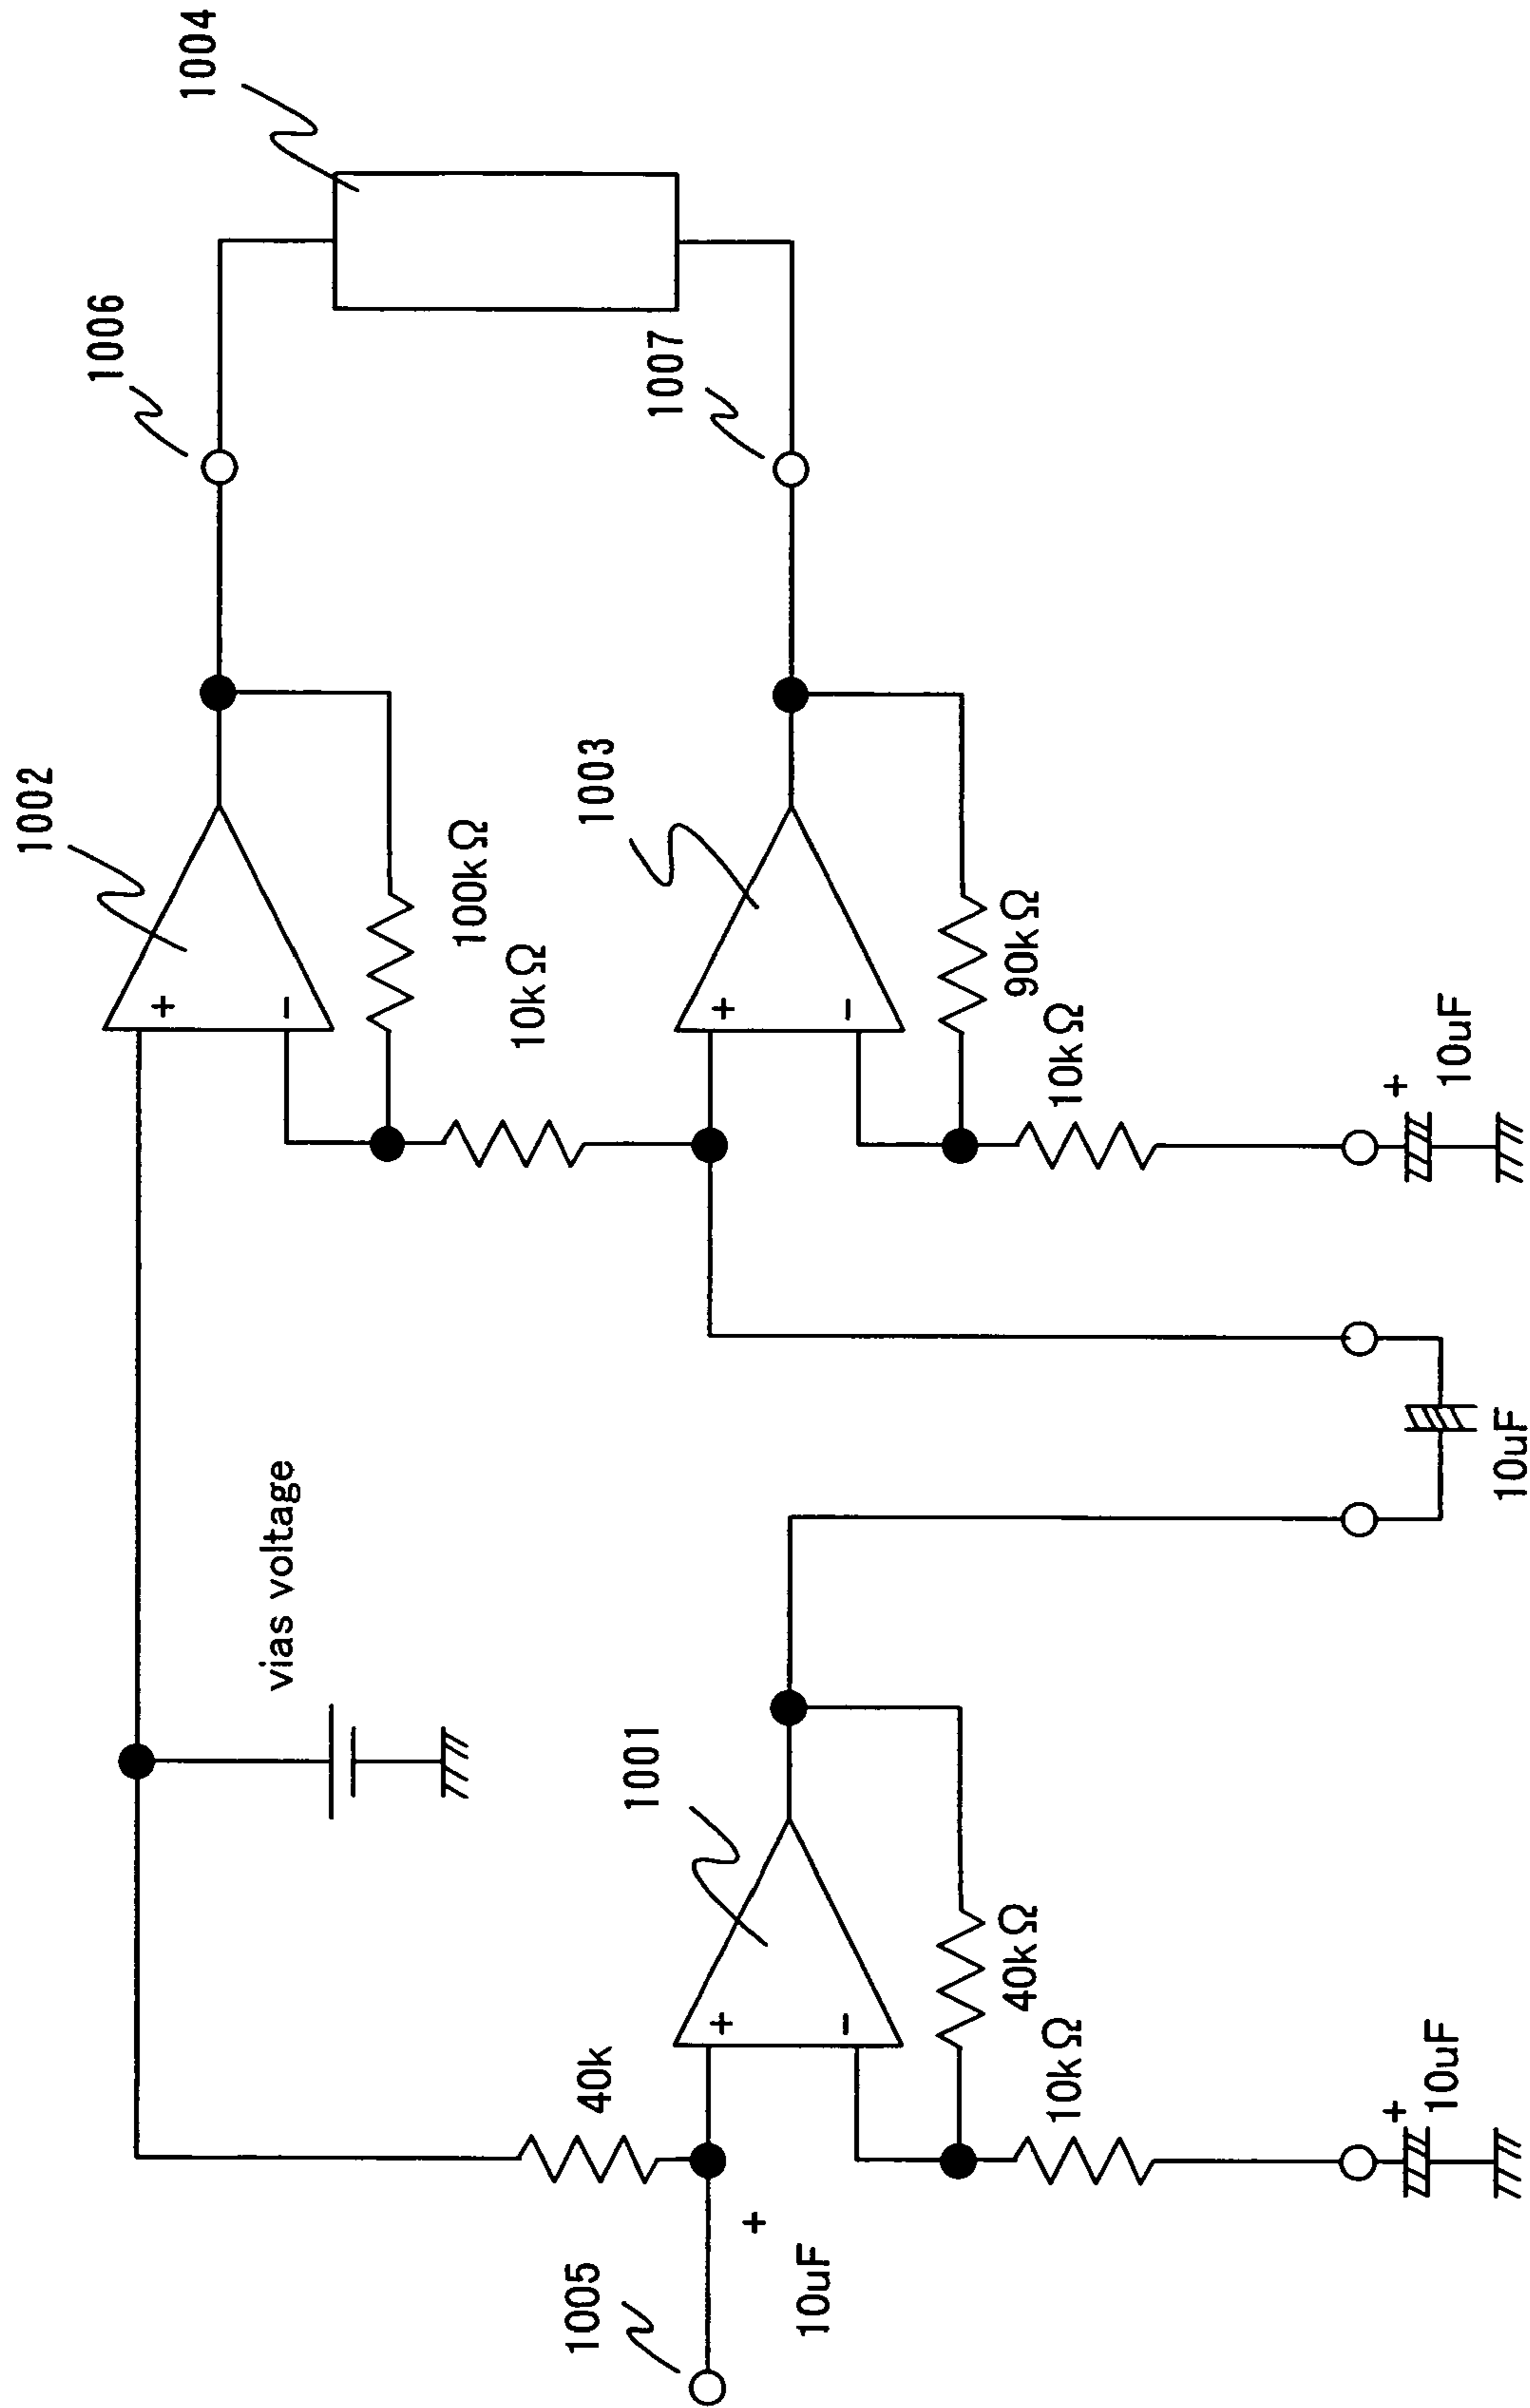 1004
1006
1007
1002
1003
100kΩ
10kΩ
90kΩ
10kΩ
+
-
+
-
+
10uF
10uF
vias voltage
1001
40k
+
-
40kΩ
10kΩ
+
10uF
+
10uF
1005